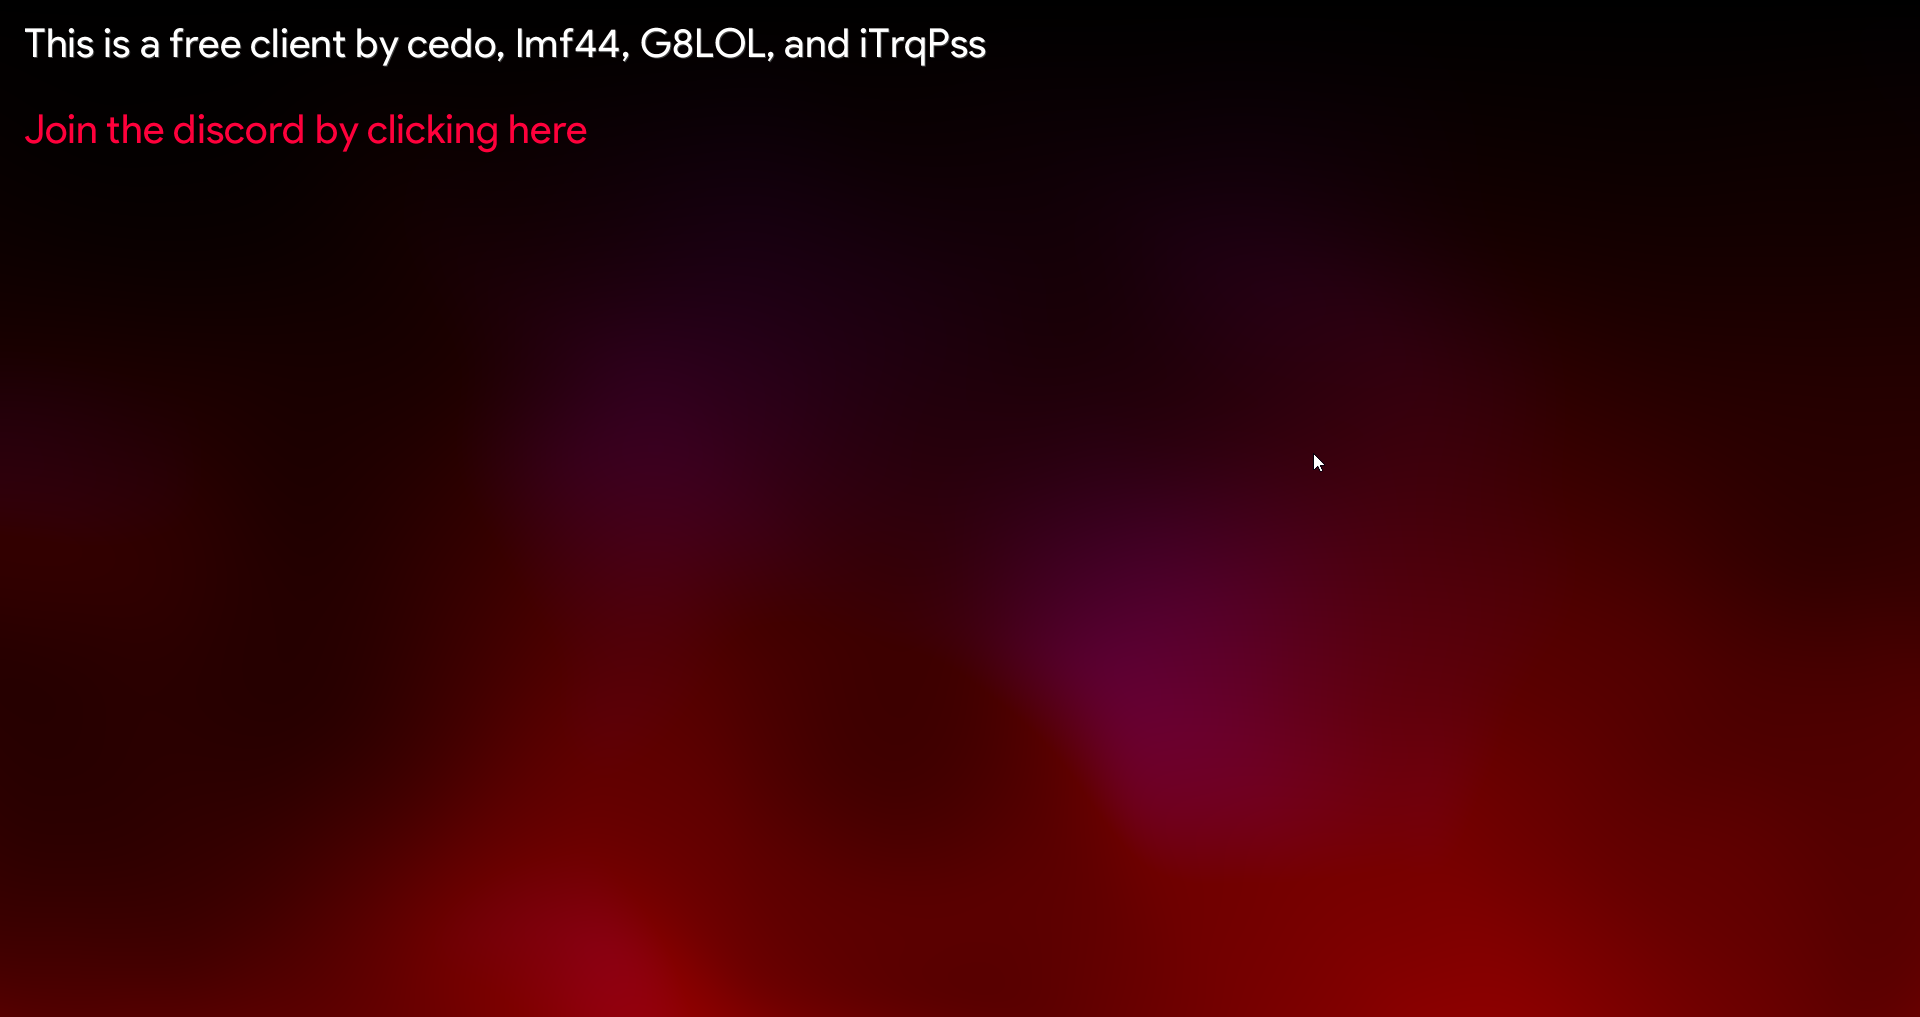 This is a free client by cedo, lmf44, G8LOL, and iTrqPss
Join the discord by clicking here